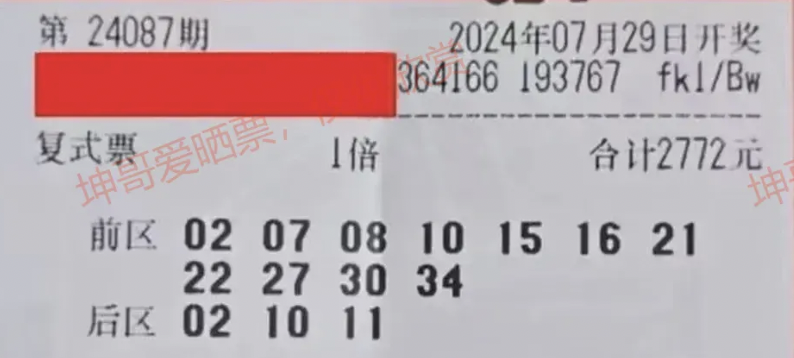 第 24087期 2024年07月29日开奖
364166 193767 fkl/Bw
复式票 1倍 合计2772元
坤哥爱晒票,
前区 02 07 08 10 15 16 21
22 27 30 34
后区 02 10 11